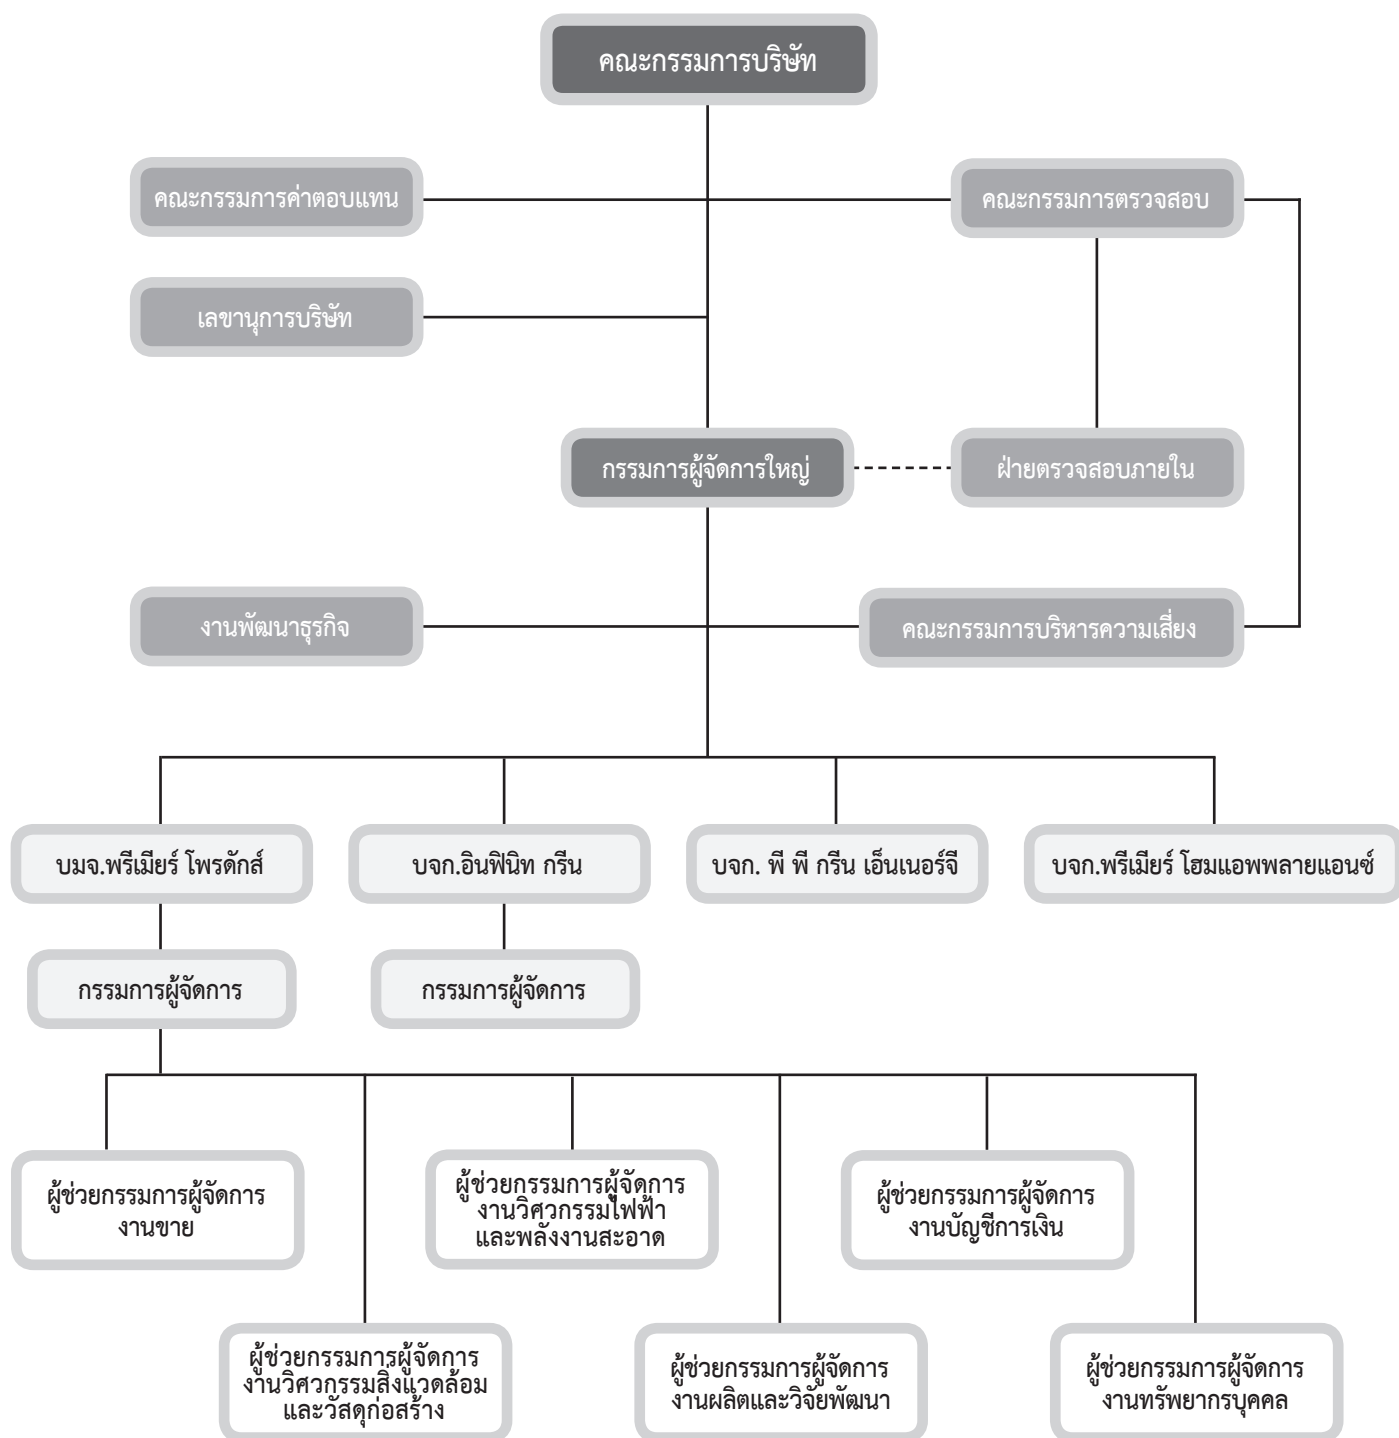 คณะกรรมการบริษัท
คณะกรรมการค่าตอบแทน
คณะกรรมการตรวจสอบ
เลขานุการบริษัท
กรรมการผู้จัดการใหญ่
ฝ่ายตรวจสอบภายใน
งานพัฒนาธุรกิจ
คณะกรรมการบริหารความเสี่ยง
บมจ.พรีเมียร์ โพรดักส์
บจก.อินฟินิท กรีน
บจก. พี พี กรีน เอ็นเนอร์จี
บจก.พรีเมียร์ โฮมแอพพลายแอนซ์
กรรมการผู้จัดการ
กรรมการผู้จัดการ
ผู้ช่วยกรรมการผู้จัดการ
งานขาย
ผู้ช่วยกรรมการผู้จัดการ
งานวิศวกรรมไฟฟ้า
และพลังงานสะอาด
ผู้ช่วยกรรมการผู้จัดการ
งานบัญชีการเงิน
ผู้ช่วยกรรมการผู้จัดการ
งานวิศวกรรมสิ่งแวดล้อม
และวัสดุก่อสร้าง
ผู้ช่วยกรรมการผู้จัดการ
งานผลิตและวิจัยพัฒนา
ผู้ช่วยกรรมการผู้จัดการ
งานทรัพยากรบุคคล